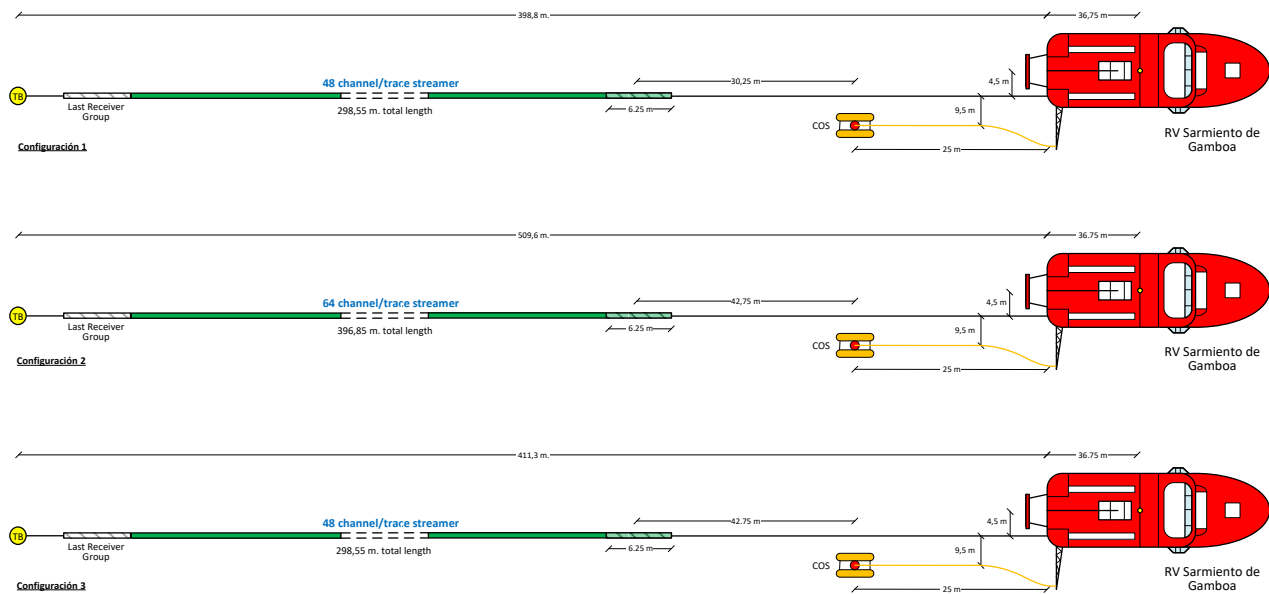 398,8 m.
36,75 m
48 channel/trace streamer
30,25 m
4,5 m
TB
Last Receiver
Group
298,55 m. total length
6.25 m
9,5 m
COS
RV Sarmiento de
Gamboa
Configuración 1
25 m
509,6 m.
36.75 m
64 channel/trace streamer
42,75 m
4,5 m
TB
Last Receiver
Group
396,85 m. total length
6.25 m
9,5 m
COS
RV Sarmiento de
Gamboa
Configuración 2
25 m
411,3 m.
36.75 m
48 channel/trace streamer
42.75 m
4,5 m
TB
Last Receiver
Group
298,55 m. total length
6.25 m
9,5 m
COS
RV Sarmiento de
Gamboa
Configuración 3
25 m